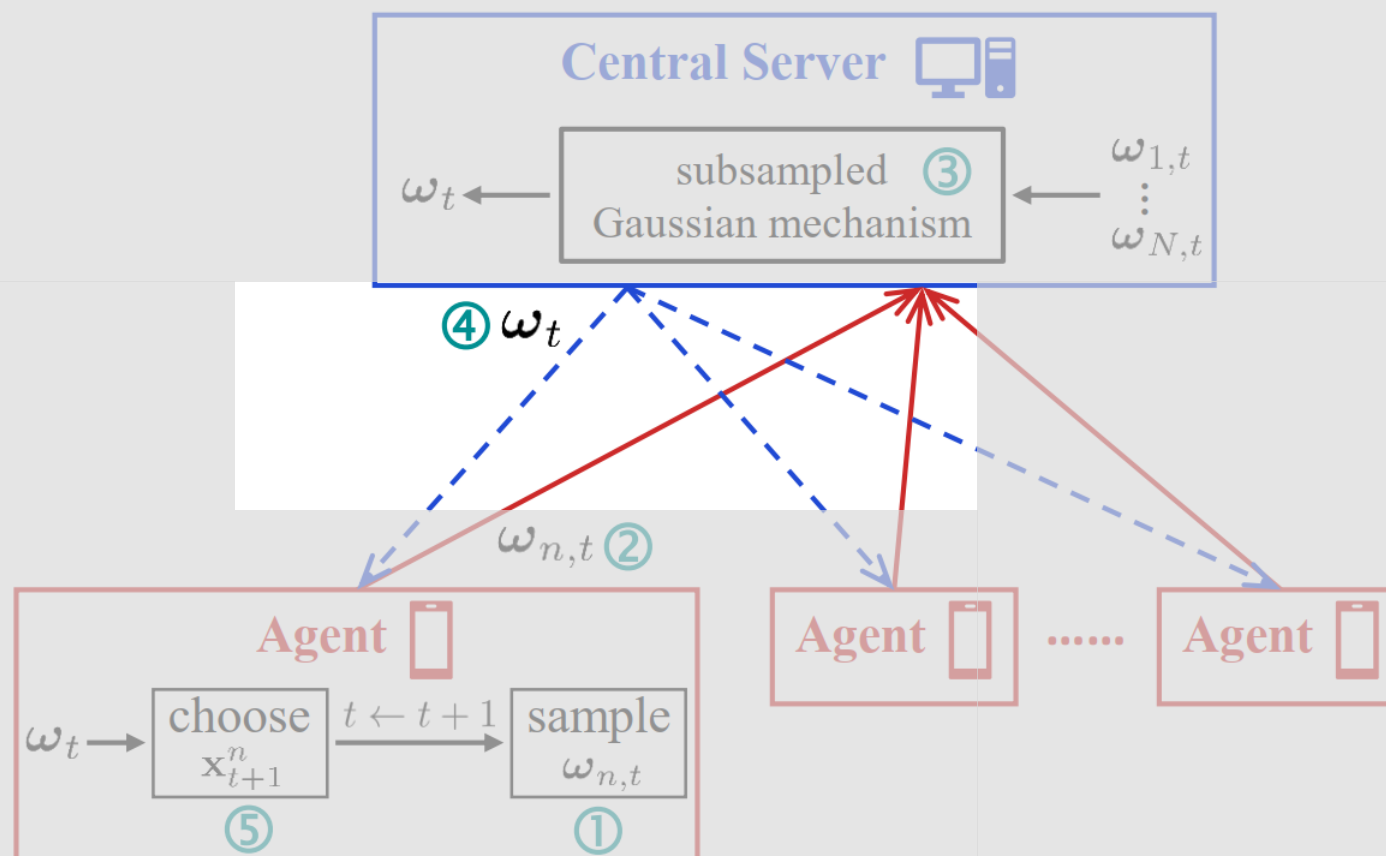 Central Server
subsampled ③
Gaussian mechanism
ω_t
ω_{1,t}
⋮
ω_{N,t}
④ ω_t
ω_{n,t} ②
Agent
Agent
......
Agent
ω_t
choose
x^n_{t+1}
t ← t + 1
sample
ω_{n,t}
⑤
①